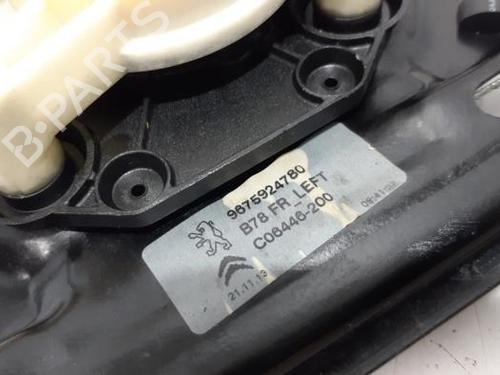 B-PARTS
9675924780
B78 FR_LEFT
C06446-200
21.11.13